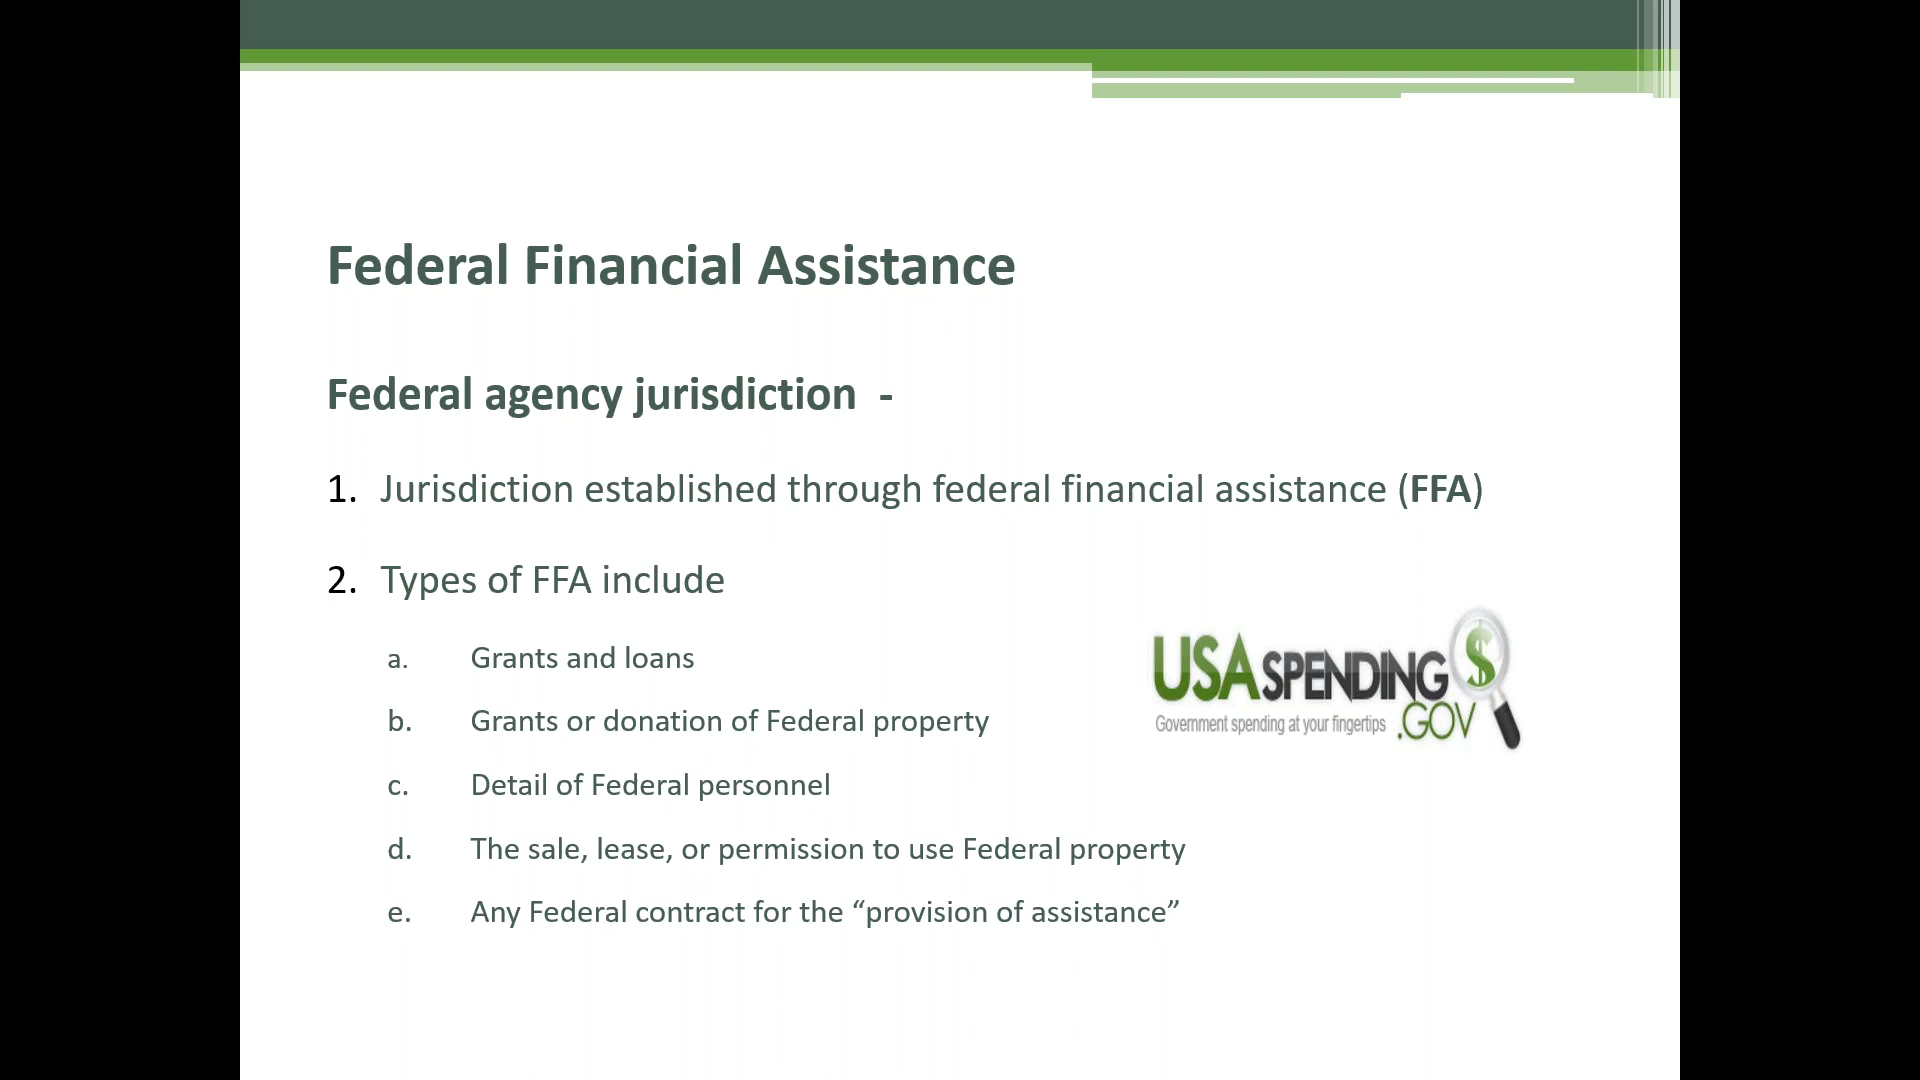 Federal Financial Assistance
Federal agency jurisdiction -
1. Jurisdiction established through federal financial assistance (FFA)
2. Types of FFA include
a. Grants and loans
b. Grants or donation of Federal property
c. Detail of Federal personnel
d. The sale, lease, or permission to use Federal property
e. Any Federal contract for the “provision of assistance”
USASPENDING $
Government spending at your fingertips .GOV